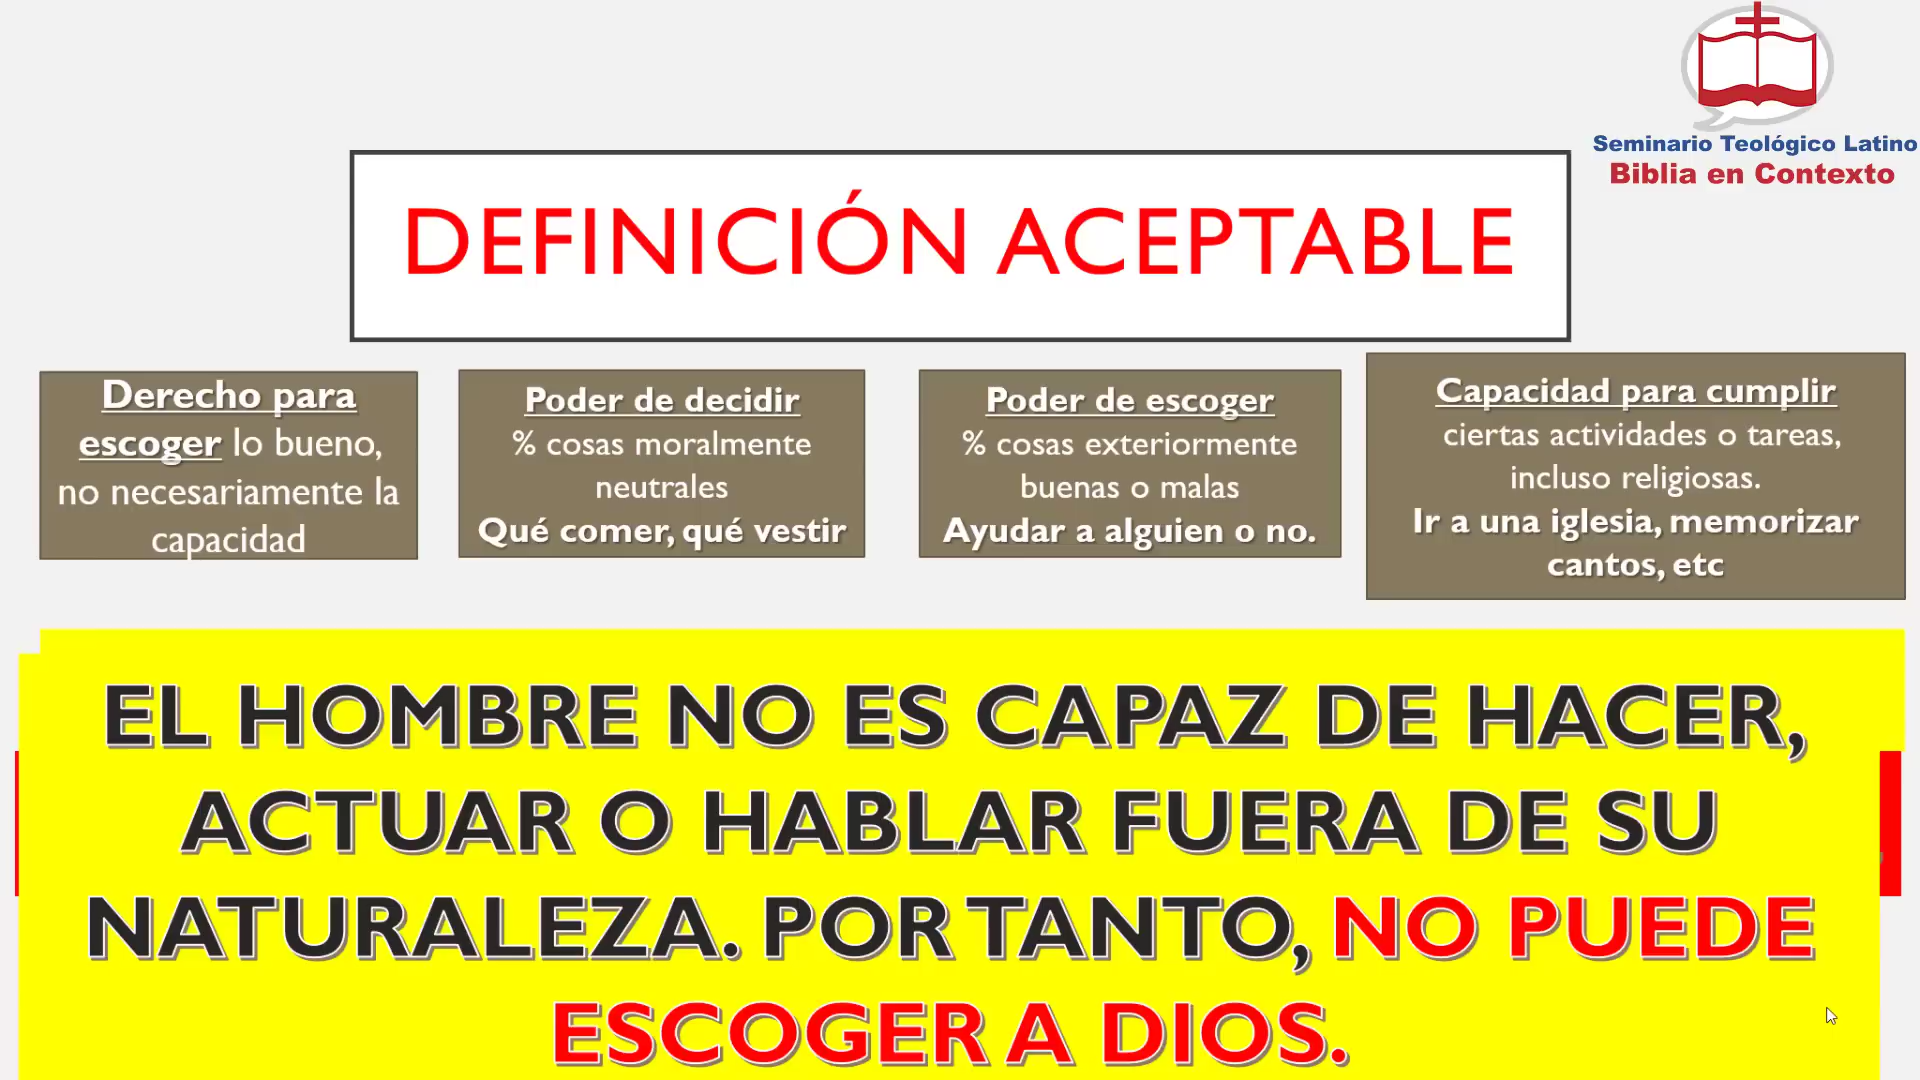 Seminario Teológico Latino
Biblia en Contexto
DEFINICIÓN ACEPTABLE
Derecho para
escoger lo bueno,
no necesariamente la
capacidad
Poder de decidir
% cosas moralmente
neutrales
Qué comer, qué vestir
Poder de escoger
% cosas exteriormente
buenas o malas
Ayudar a alguien o no.
Capacidad para cumplir
ciertas actividades o tareas,
incluso religiosas.
Ir a una iglesia, memorizar
cantos, etc
EL HOMBRE NO ES CAPAZ DE HACER,
ACTUAR O HABLAR FUERA DE SU
NATURALEZA. POR TANTO, NO PUEDE
ESCOGER A DIOS.